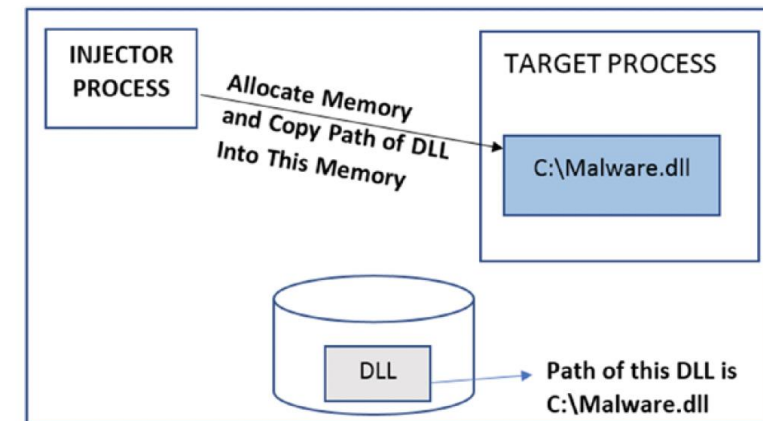 INJECTOR
PROCESS
Allocate Memory
and Copy Path of DLL
Into This Memory
TARGET PROCESS
C:\Malware.dll
DLL
Path of this DLL is
C:\Malware.dll